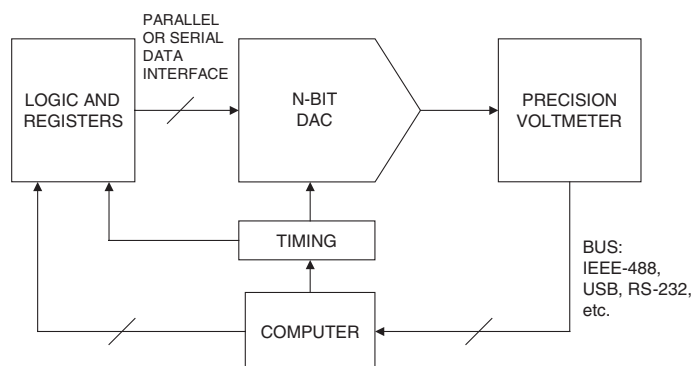 PARALLEL
OR SERIAL
DATA
INTERFACE
LOGIC AND
REGISTERS
N-BIT
DAC
PRECISION
VOLTMETER
TIMING
BUS:
IEEE-488,
USB, RS-232,
etc.
COMPUTER